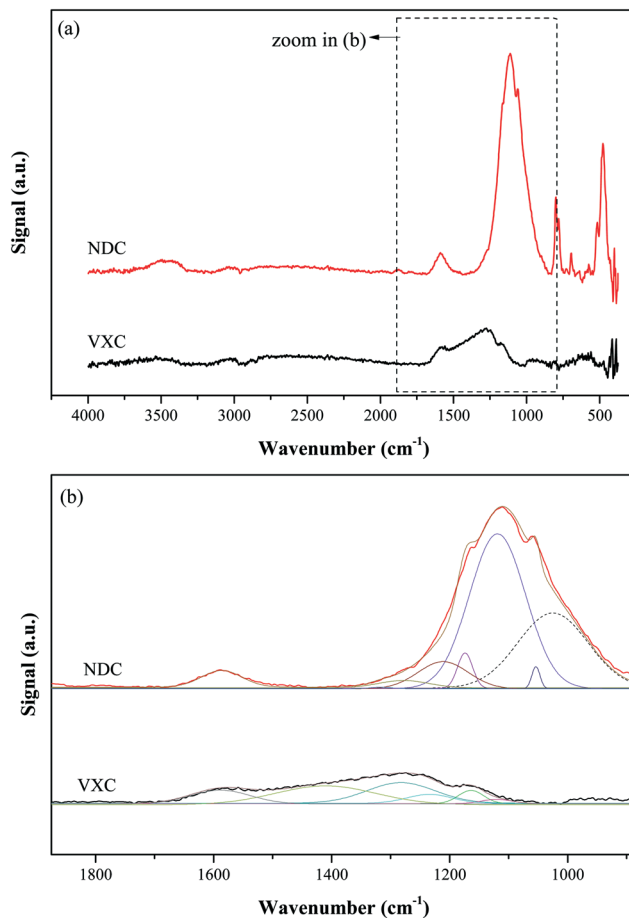 (a)
zoom in (b)
Signal (a.u.)
NDC
VXC
4000 3500 3000 2500 2000 1500 1000 500
Wavenumber (cm⁻¹)
(b)
Signal (a.u.)
NDC
VXC
1800 1600 1400 1200 1000
Wavenumber (cm⁻¹)